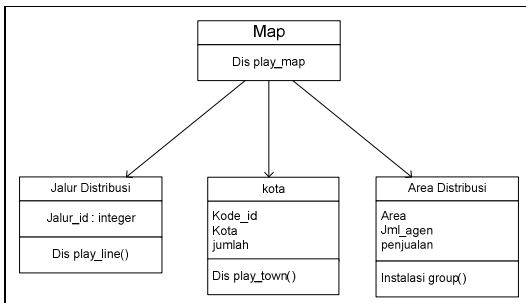 Map
Dis play_map
Jalur Distribusi
Jalur_id : integer
Dis play_line()
kota
Kode_id
Kota
jumlah
Dis play_town()
Area Distribusi
Area
Jml_agen
penjualan
Instalasi group()